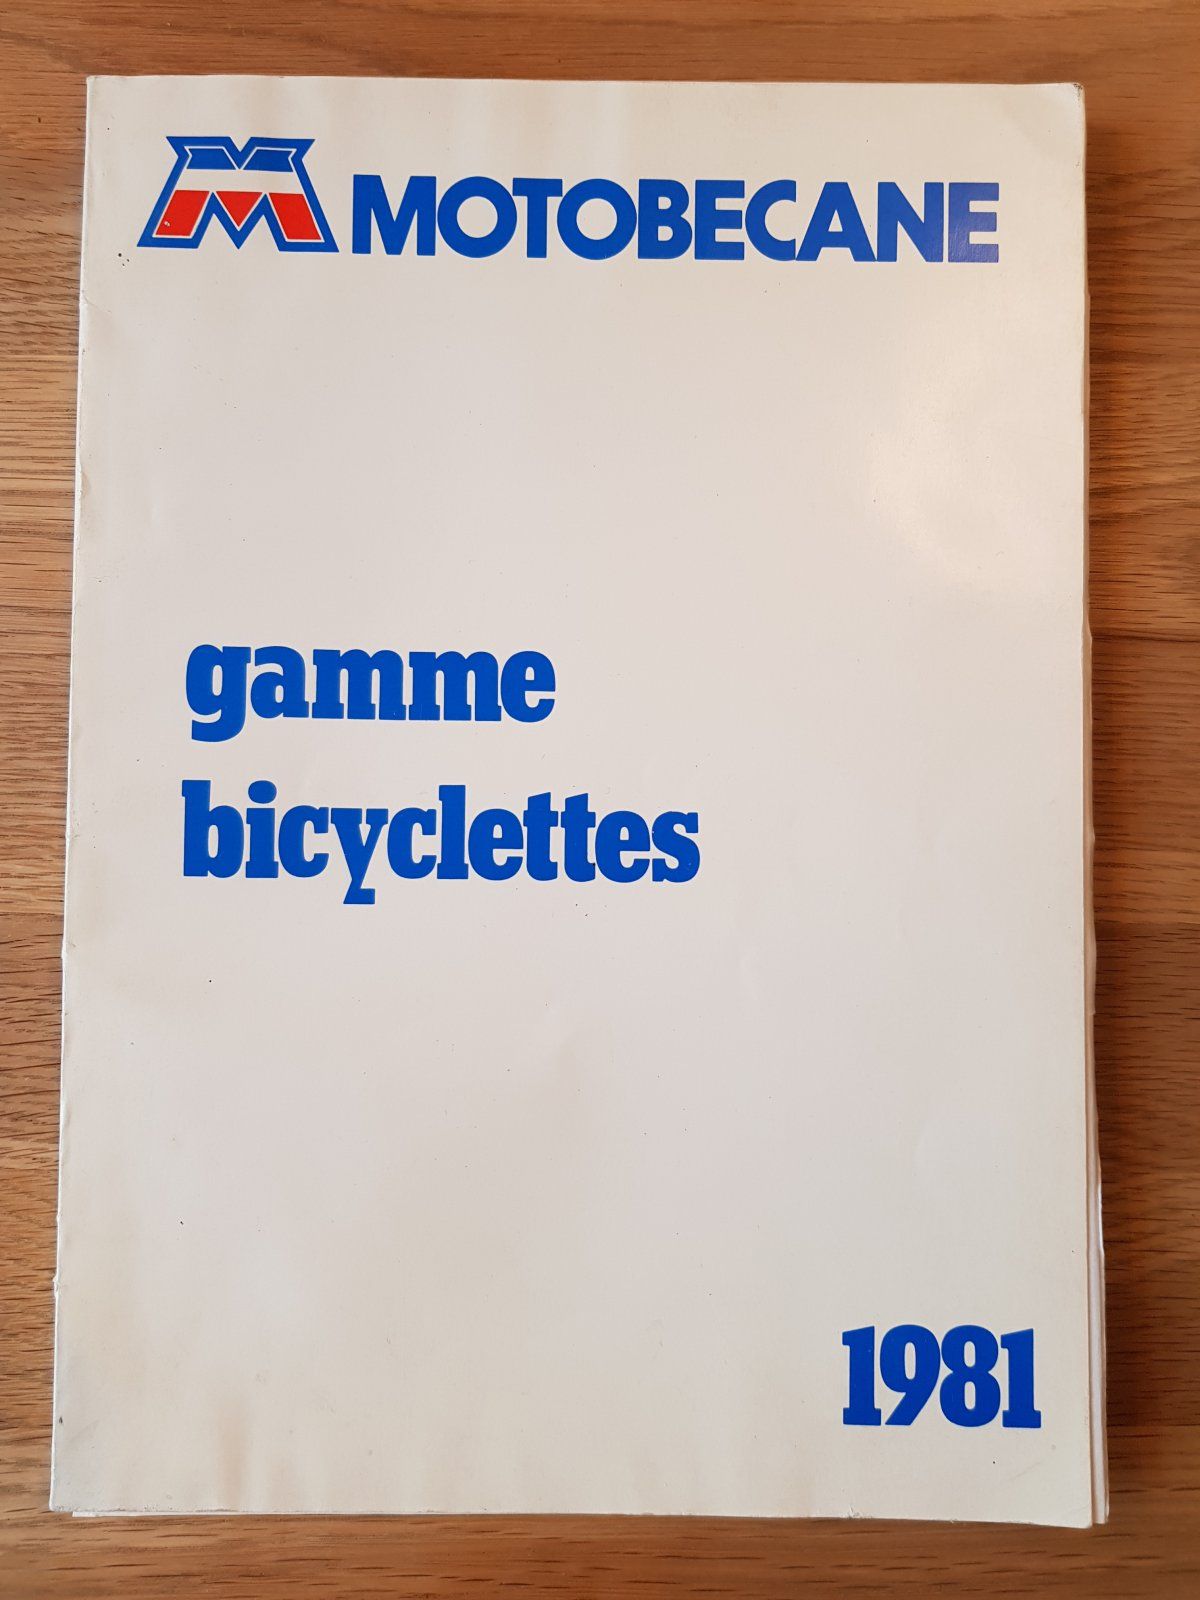 M MOTOBECANE
gamme
bicyclettes
1981